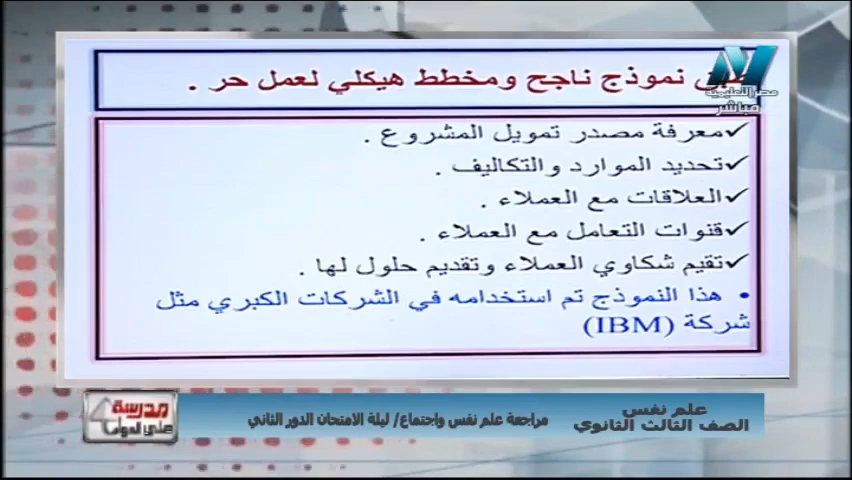 نموذج ناجح ومخطط هيكلي لعمل حر .
مصر التعليمية
مباشر
✓معرفة مصدر تمويل المشروع .
✓تحديد الموارد والتكاليف .
✓العلاقات مع العملاء .
✓قنوات التعامل مع العملاء .
✓تقيم شكاوي العملاء وتقديم حلول لها .
• هذا النموذج تم استخدامه في الشركات الكبري مثل
شركة (IBM)
علم نفس
الصف الثالث الثانوي
مراجعة علم نفس واجتماع/ ليلة الامتحان الدور الثاني
مدرسة
على الهواء